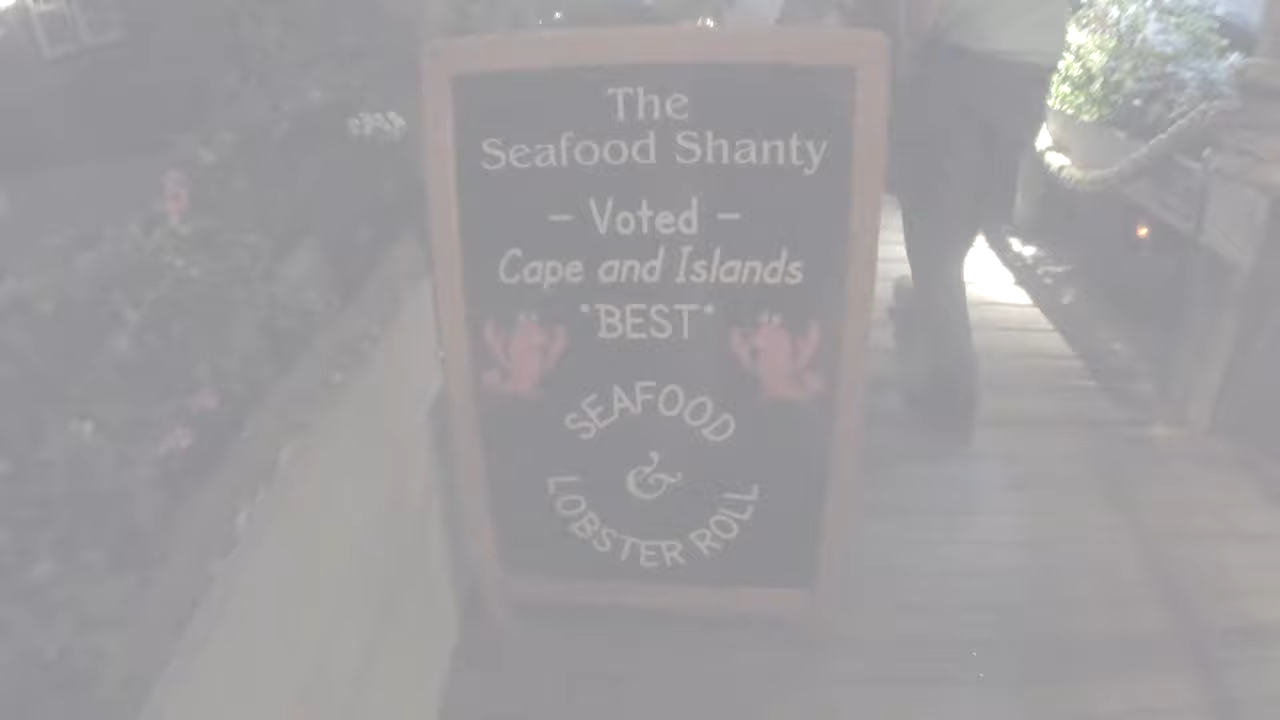 The
Seafood Shanty
- Voted -
Cape and Islands
"BEST"
SEAFOOD
&
LOBSTER ROLL